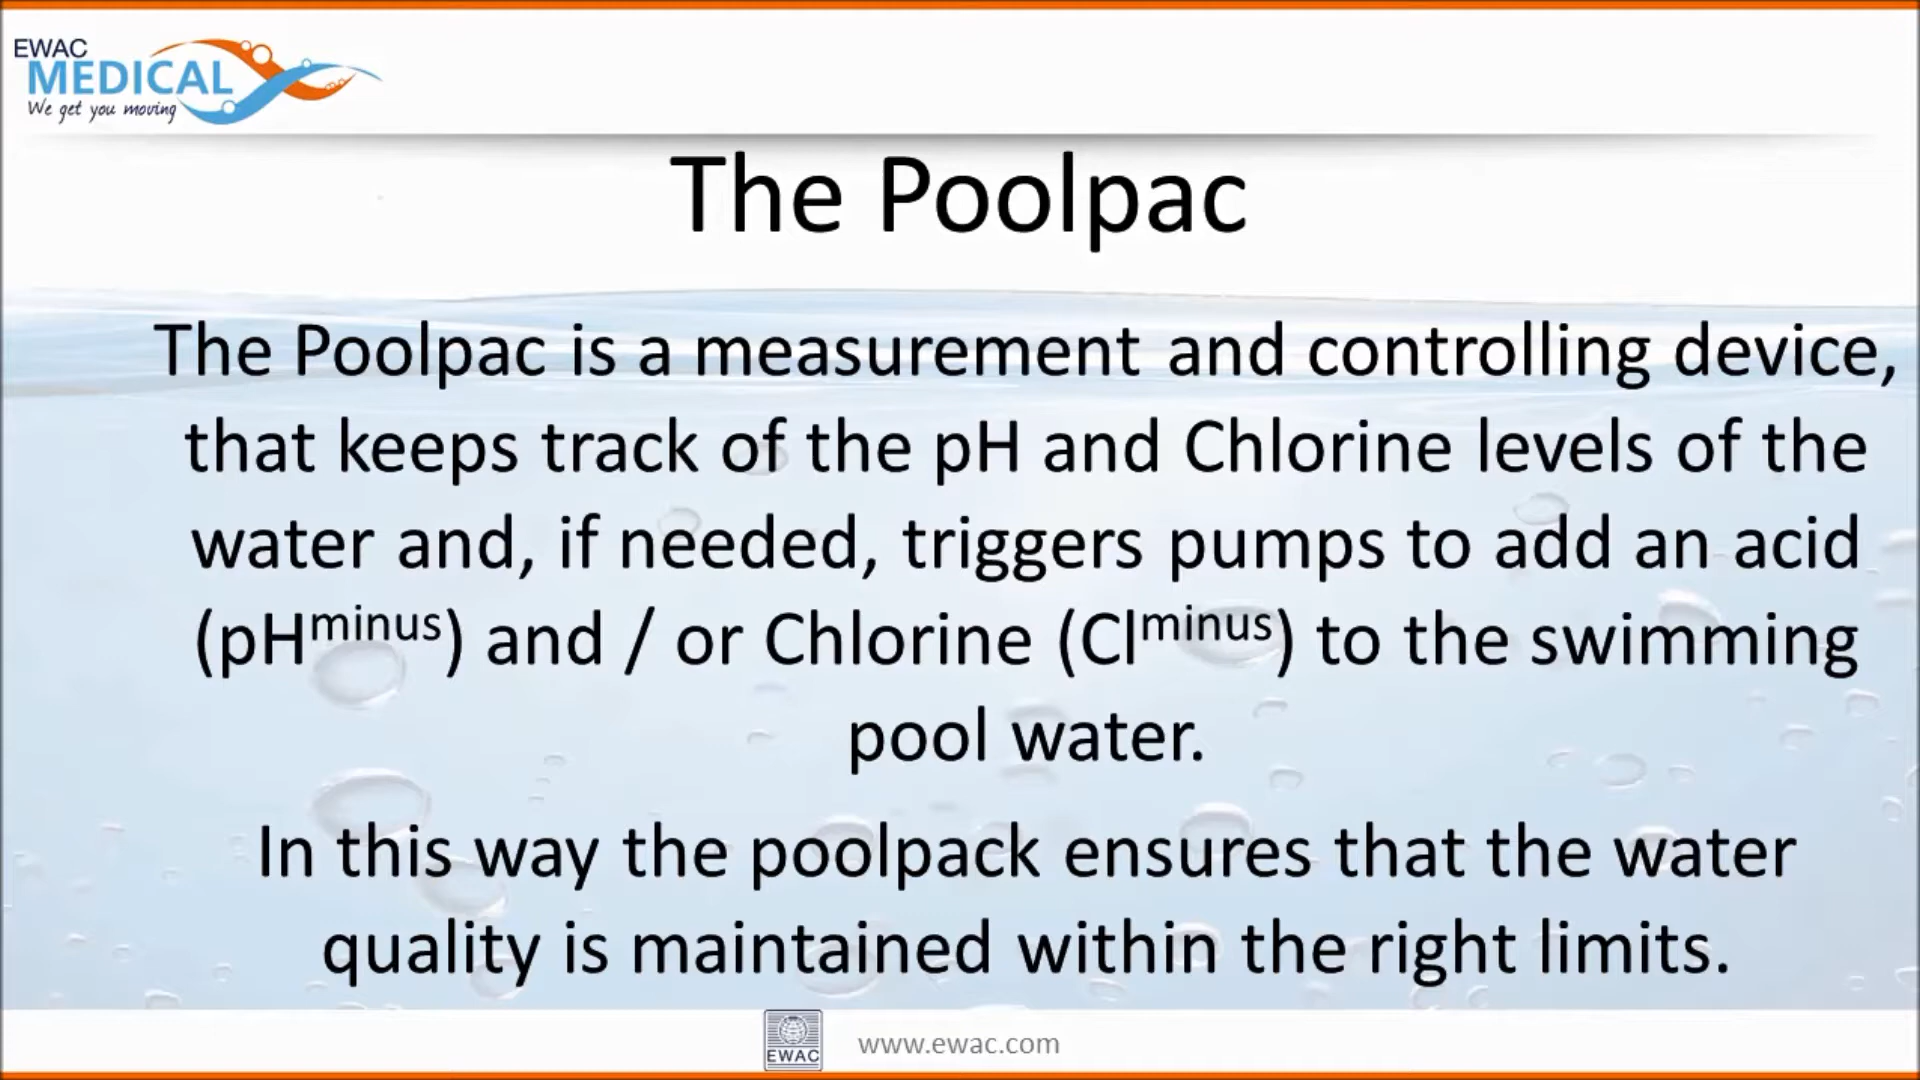 EWAC
MEDICAL
We get you moving
The Poolpac
The Poolpac is a measurement and controlling device,
that keeps track of the pH and Chlorine levels of the
water and, if needed, triggers pumps to add an acid
(pHminus) and / or Chlorine (Clminus) to the swimming
pool water.
In this way the poolpack ensures that the water
quality is maintained within the right limits.
EWAC
www.ewac.com